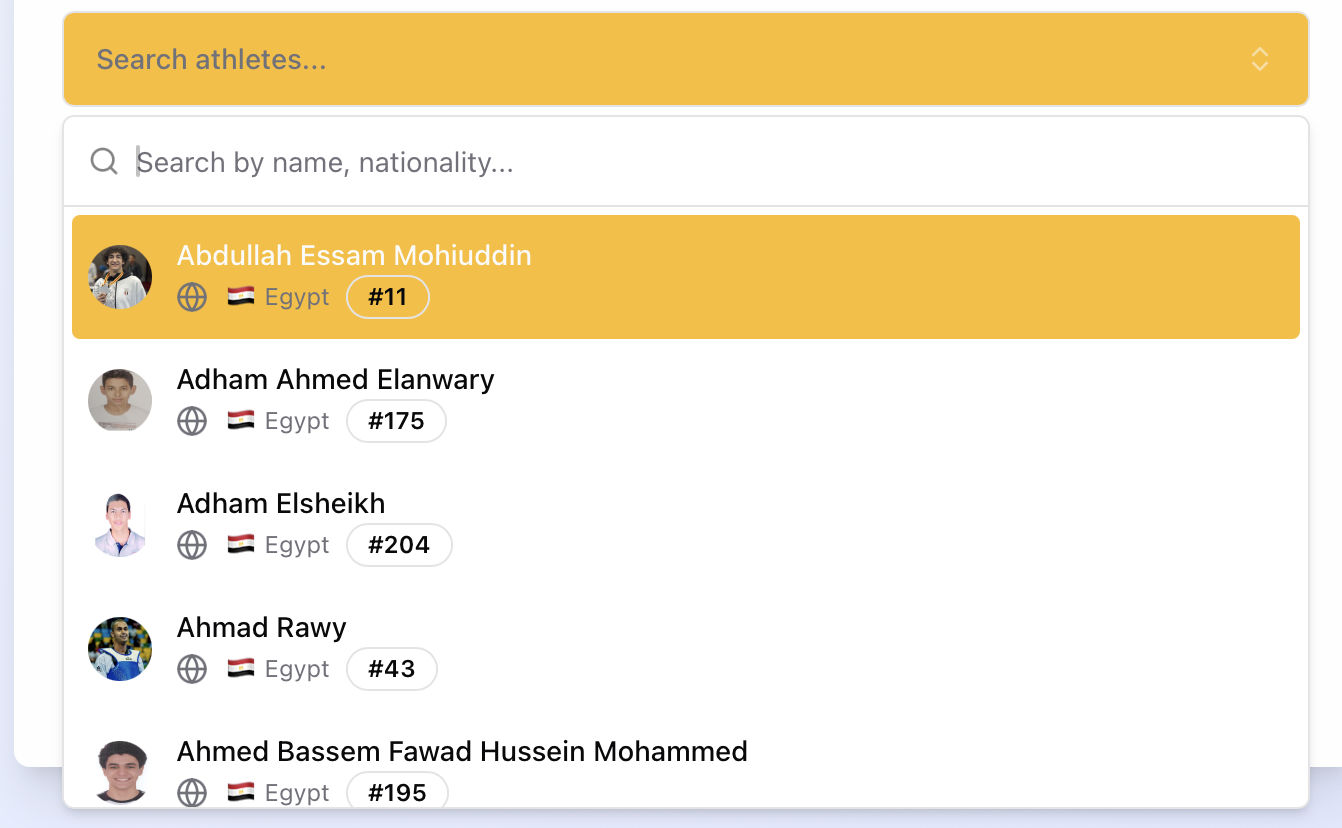 Search athletes...
Search by name, nationality...
Abdullah Essam Mohiuddin
Egypt #11
Adham Ahmed Elanwary
Egypt #175
Adham Elsheikh
Egypt #204
Ahmad Rawy
Egypt #43
Ahmed Bassem Fawad Hussein Mohammed
Egypt #195